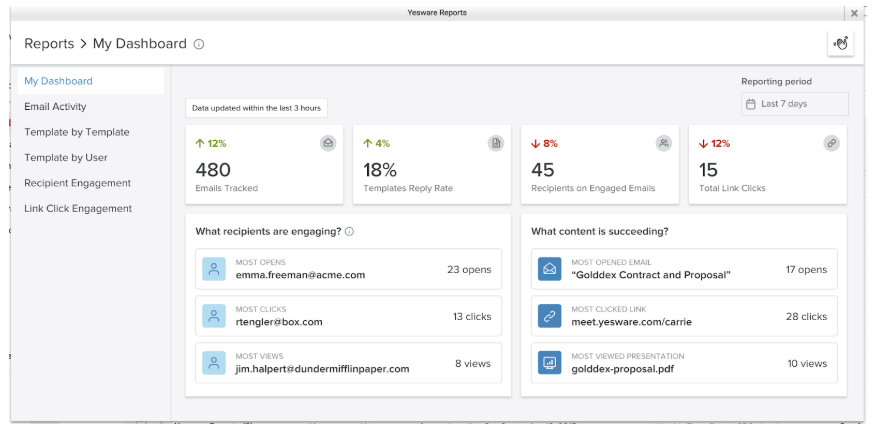 Yesware Reports
Reports > My Dashboard
My Dashboard
Email Activity
Template by Template
Template by User
Recipient Engagement
Link Click Engagement
Reporting period
Last 7 days
Data updated within the last 3 hours
12%
480
Emails Tracked
4%
18%
Templates Reply Rate
8%
45
Recipients on Engaged Emails
12%
15
Total Link Clicks
What recipients are engaging?
MOST OPENS
emma.freeman@acme.com
23 opens
MOST CLICKS
rtengler@box.com
13 clicks
MOST VIEWS
jim.halpert@dundermifflinpaper.com
8 views
What content is succeeding?
MOST OPENED EMAIL
“Golddex Contract and Proposal”
17 opens
MOST CLICKED LINK
meet.yesware.com/carrie
28 clicks
MOST VIEWED PRESENTATION
golddex-proposal.pdf
10 views